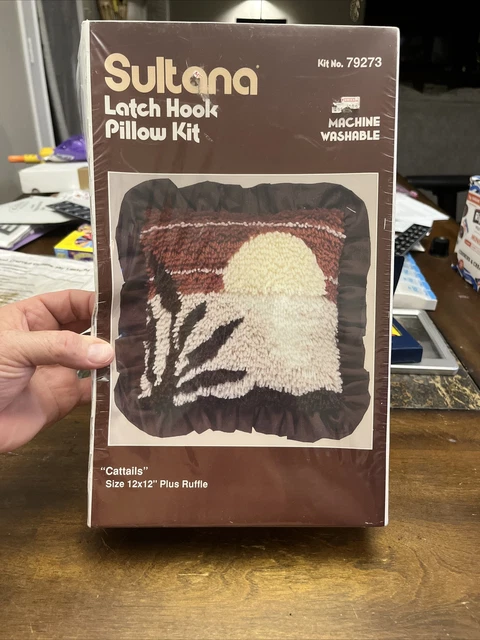 Sultana
Kit No. 79273
Latch Hook
Pillow Kit
MACHINE
WASHABLE
"Cattails"
Size 12x12" Plus Ruffle